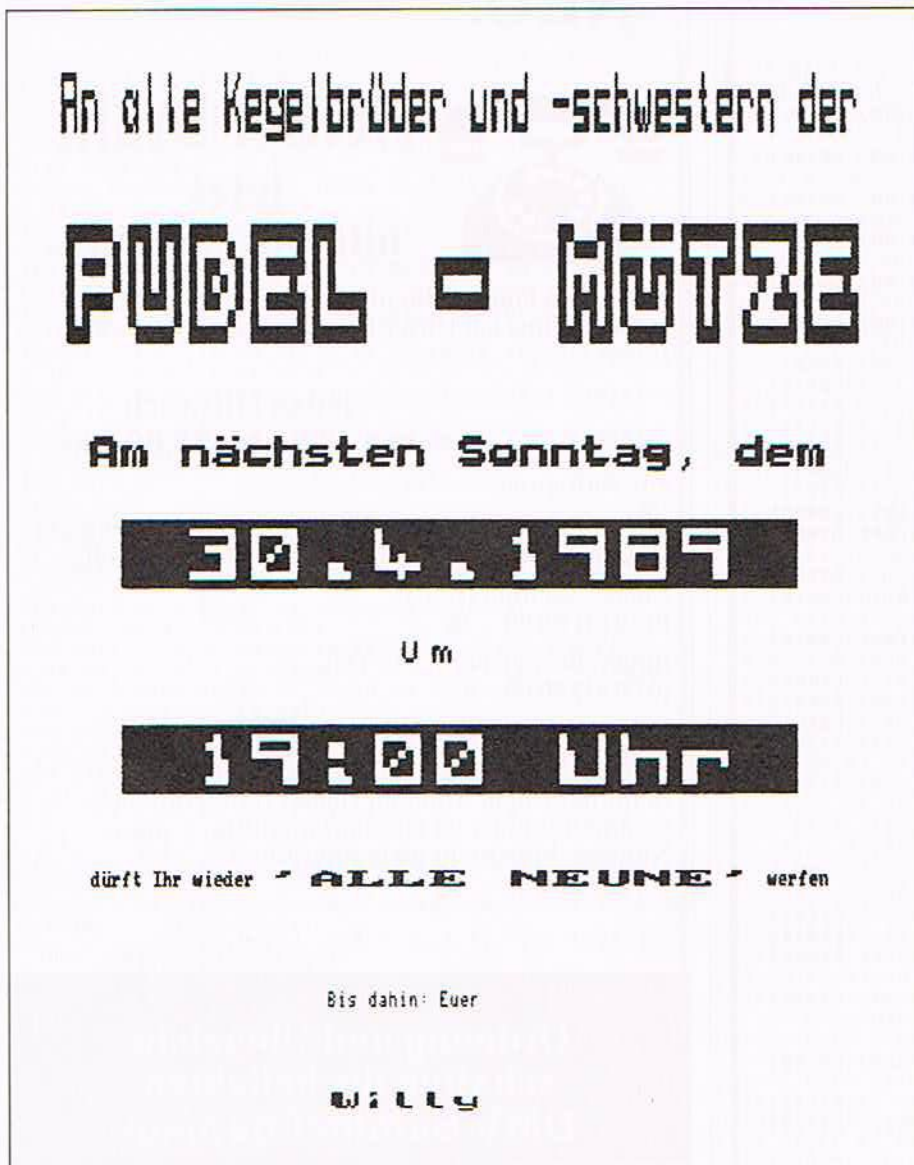 An alle Kegelbrüder und -schwestern der
PUDEL - MÜTZE
Am nächsten Sonntag, dem
30.4.1989
Um
19:00 Uhr
dürft Ihr wieder " ALLE NEUNE " werfen
Bis dahin: Euer
Willy